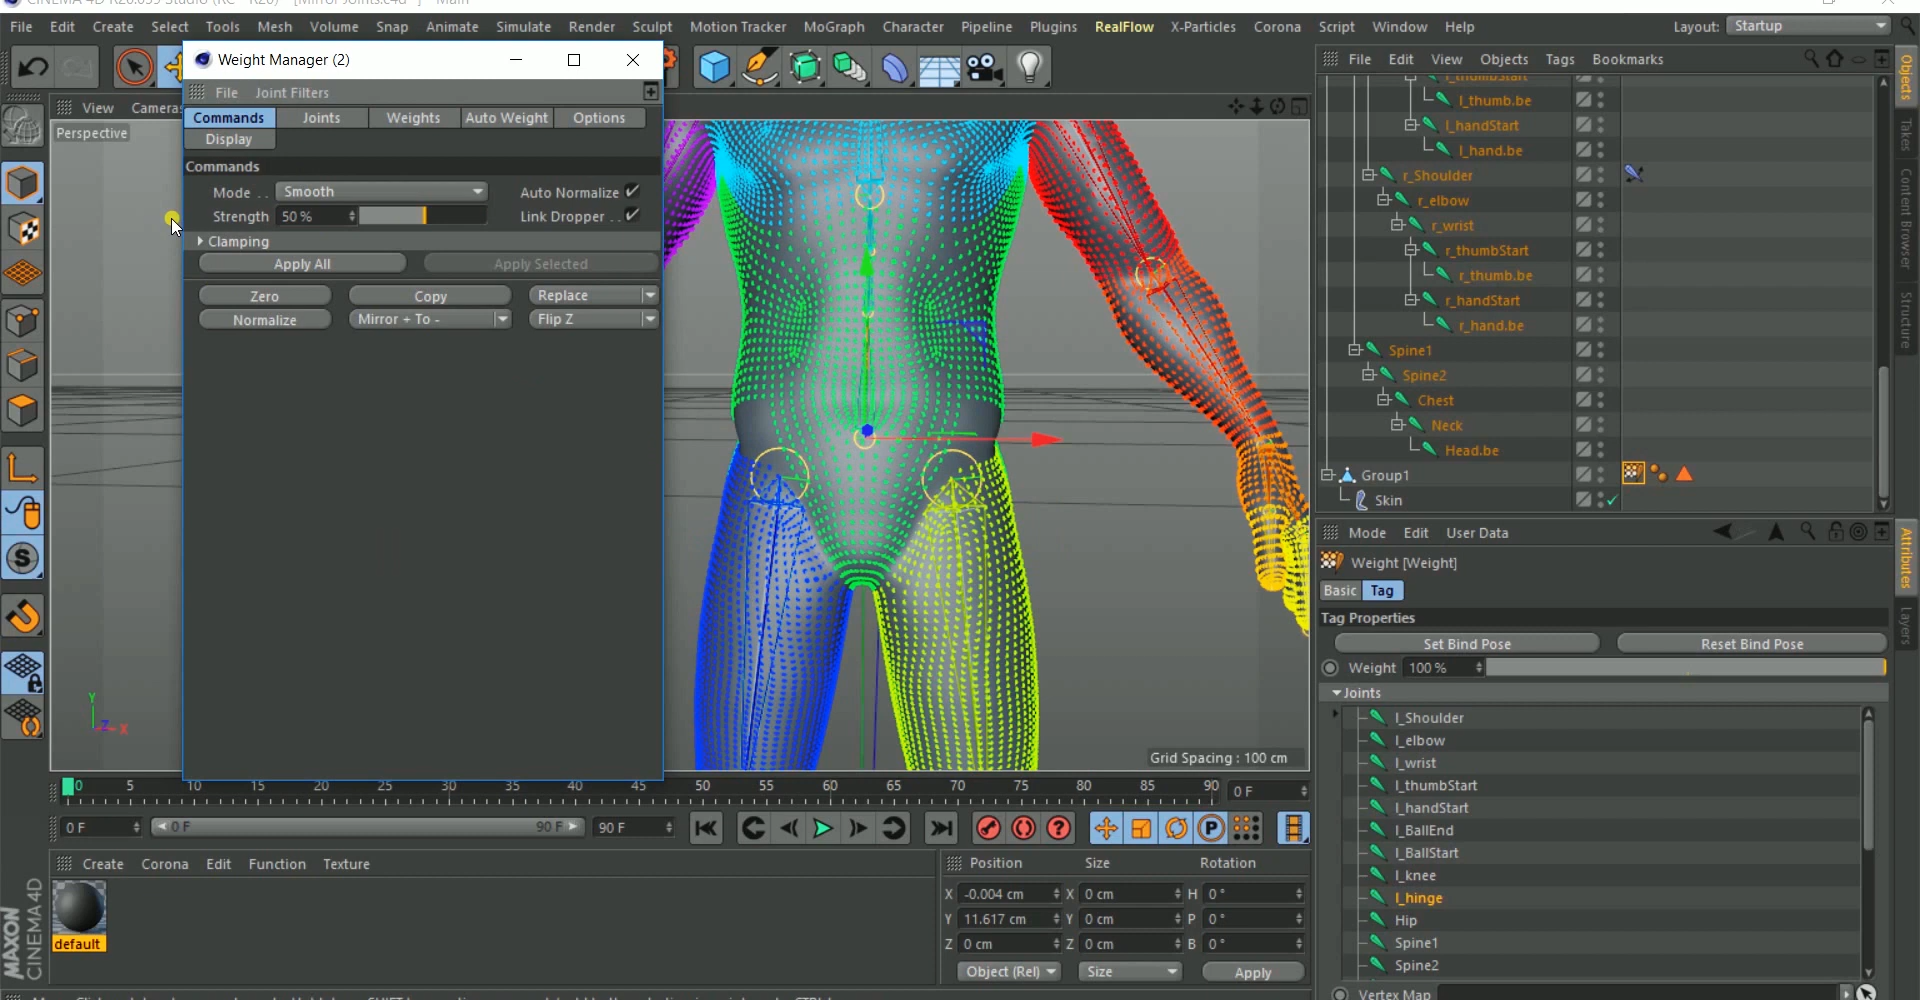 File Edit Create Select Tools Mesh Volume Snap Animate Simulate Render Sculpt Motion Tracker MoGraph Character Pipeline Plugins RealFlow X-Particles Corona Script Window Help Layout: Startup
Weight Manager (2)
File Joint Filters
Commands Joints Weights Auto Weight Options
Display
Commands
Mode . . Smooth Auto Normalize
Strength 50 % Link Dropper . .
Clamping
Apply All Apply Selected
Zero Copy Replace
Normalize Mirror + To - Flip Z
View Cameras
Perspective
Y
Z X
Grid Spacing : 100 cm
File Edit View Objects Tags Bookmarks
l_thumbStart
l_thumb.be
l_handStart
l_hand.be
r_Shoulder
r_elbow
r_wrist
r_thumbStart
r_thumb.be
r_handStart
r_hand.be
Spine1
Spine2
Chest
Neck
Head.be
Group1
Skin
Objects
Takes
Content Browser
Structure
Mode Edit User Data
Weight [Weight]
Basic Tag
Tag Properties
Set Bind Pose Reset Bind Pose
Weight 100 %
Joints
l_Shoulder
l_elbow
l_wrist
l_thumbStart
l_handStart
l_BallEnd
l_BallStart
l_knee
l_hinge
Hip
Spine1
Spine2
Vertex Map
Attributes
Layers
0 5 10 15 20 25 30 35 40 45 50 55 60 65 70 75 80 85 90 0 F
0 F 0 F 90 F 90 F
Create Corona Edit Function Texture
default
Position Size Rotation
X -0.004 cm X 0 cm H 0 °
Y 11.617 cm Y 0 cm P 0 °
Z 0 cm Z 0 cm B 0 °
Object (Rel) Size Apply
MAXON
CINEMA 4D